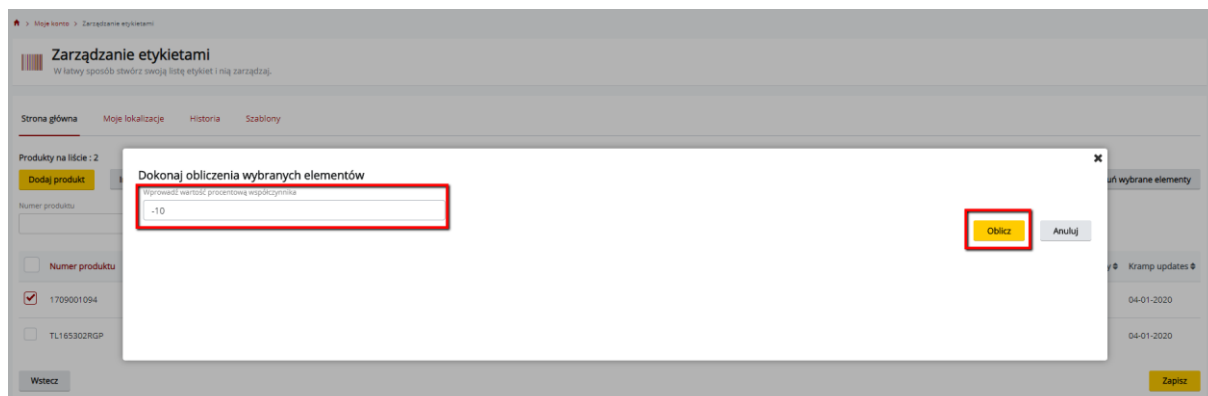 > Moje konto > Zarządzanie etykietami
Zarządzanie etykietami
W łatwy sposób stwórz swoją listę etykiet i nią zarządzaj.
Strona główna Moje lokalizacje Historia Szablony
Produkty na liście : 2
Dodaj produkt
wybrane elementy
Numer produktu
Dokonaj obliczenia wybranych elementów
Wprowadź wartość procentową współczynnika
-10
Oblicz Anuluj
Numer produktu Kramp updates
1709001094 04-01-2020
TL165302RGP 04-01-2020
Wstecz Zapisz